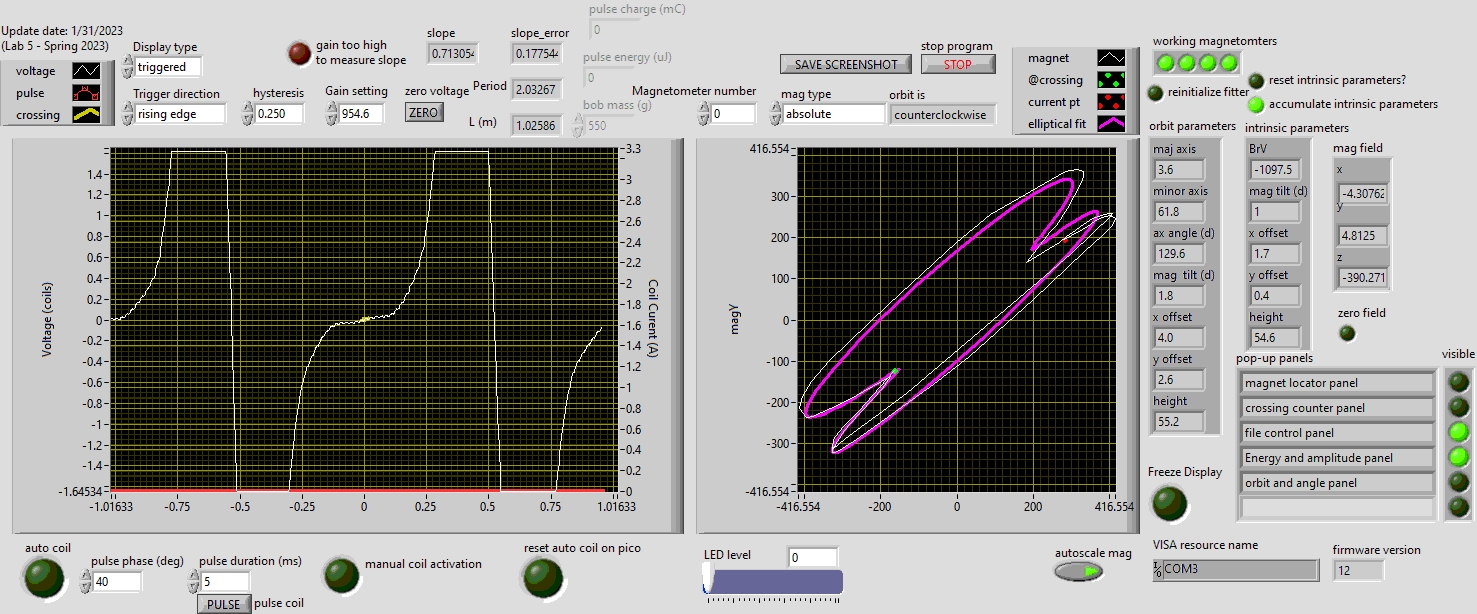 Update date: 1/31/2023
(Lab 5 - Spring 2023)
voltage
pulse
crossing
Display type
triggered
Trigger direction
rising edge
gain too high
to measure slope
hysteresis
0.250
Gain setting
954.6
zero voltage
ZERO
slope
0.713054
slope_error
0.177544
Period
2.03267
L (m)
1.02586
pulse charge (mC)
0
pulse energy (uJ)
0
bob mass (g)
550
Magnetometer number
0
SAVE SCREENSHOT
stop program
STOP
mag type
absolute
orbit is
counterclockwise
magnet
@crossing
current pt
elliptical fit
working magnetomters
reinitialize fitter
reset intrinsic parameters?
accumulate intrinsic parameters
orbit parameters
maj axis
3.6
minor axis
61.8
ax angle (d)
129.6
mag tilt (d)
1.8
x offset
4.0
y offset
2.6
height
55.2
intrinsic parameters
BrV
-1097.5
mag tilt (d)
1
x offset
1.7
y offset
0.4
height
54.6
mag field
x
-4.30762
y
4.8125
z
-390.271
zero field
Voltage (coils)
1.4
1.2
1
0.8
0.6
0.4
0.2
0
-0.2
-0.4
-0.6
-0.8
-1
-1.2
-1.4
-1.64534
-1.01633
-0.75
-0.5
-0.25
0
0.25
0.5
0.75
1.01633
Coil Curent (A)
3.3
3
2.8
2.6
2.4
2.2
2
1.8
1.6
1.4
1.2
1
0.8
0.6
0.4
0.2
0
magy
416.554
300
200
100
0
-100
-200
-300
-416.554
-416.554
-200
0
200
416.554
pop-up panels
visible
magnet locator panel
crossing counter panel
file control panel
Energy and amplitude panel
orbit and angle panel
Freeze Display
auto coil
pulse phase (deg)
40
pulse duration (ms)
5
PULSE
pulse coil
manual coil activation
reset auto coil on pico
LED level
0
autoscale mag
VISA resource name
COM3
firmware version
12